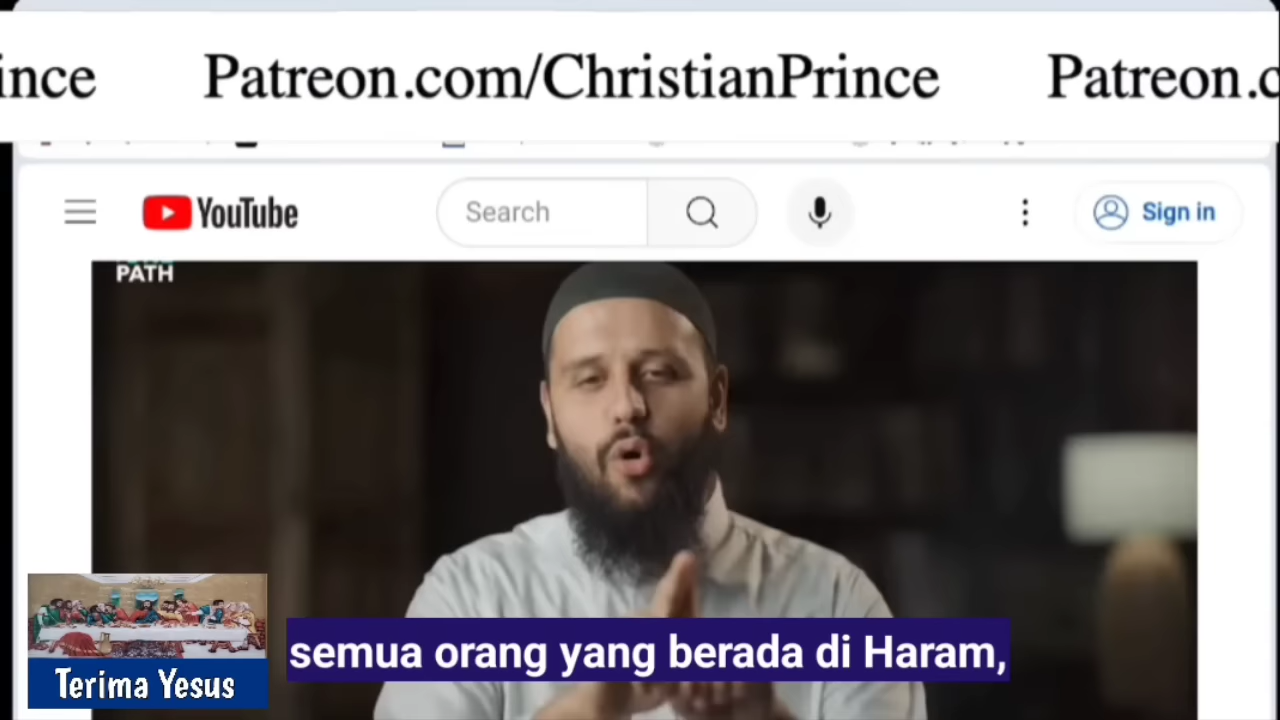 ince Patreon.com/ChristianPrince Patreon.c
YouTube
Search
Sign in
PATH
semua orang yang berada di Haram,
Terima Yesus